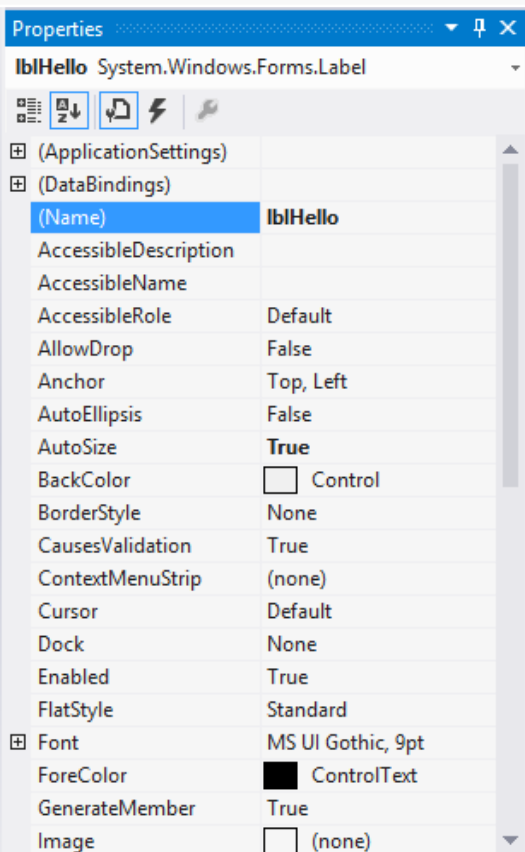 Properties
lblHello System.Windows.Forms.Label
(ApplicationSettings)
(DataBindings)
(Name) lblHello
AccessibleDescription
AccessibleName
AccessibleRole Default
AllowDrop False
Anchor Top, Left
AutoEllipsis False
AutoSize True
BackColor Control
BorderStyle None
CausesValidation True
ContextMenuStrip (none)
Cursor Default
Dock None
Enabled True
FlatStyle Standard
Font MS UI Gothic, 9pt
ForeColor ControlText
GenerateMember True
Image (none)